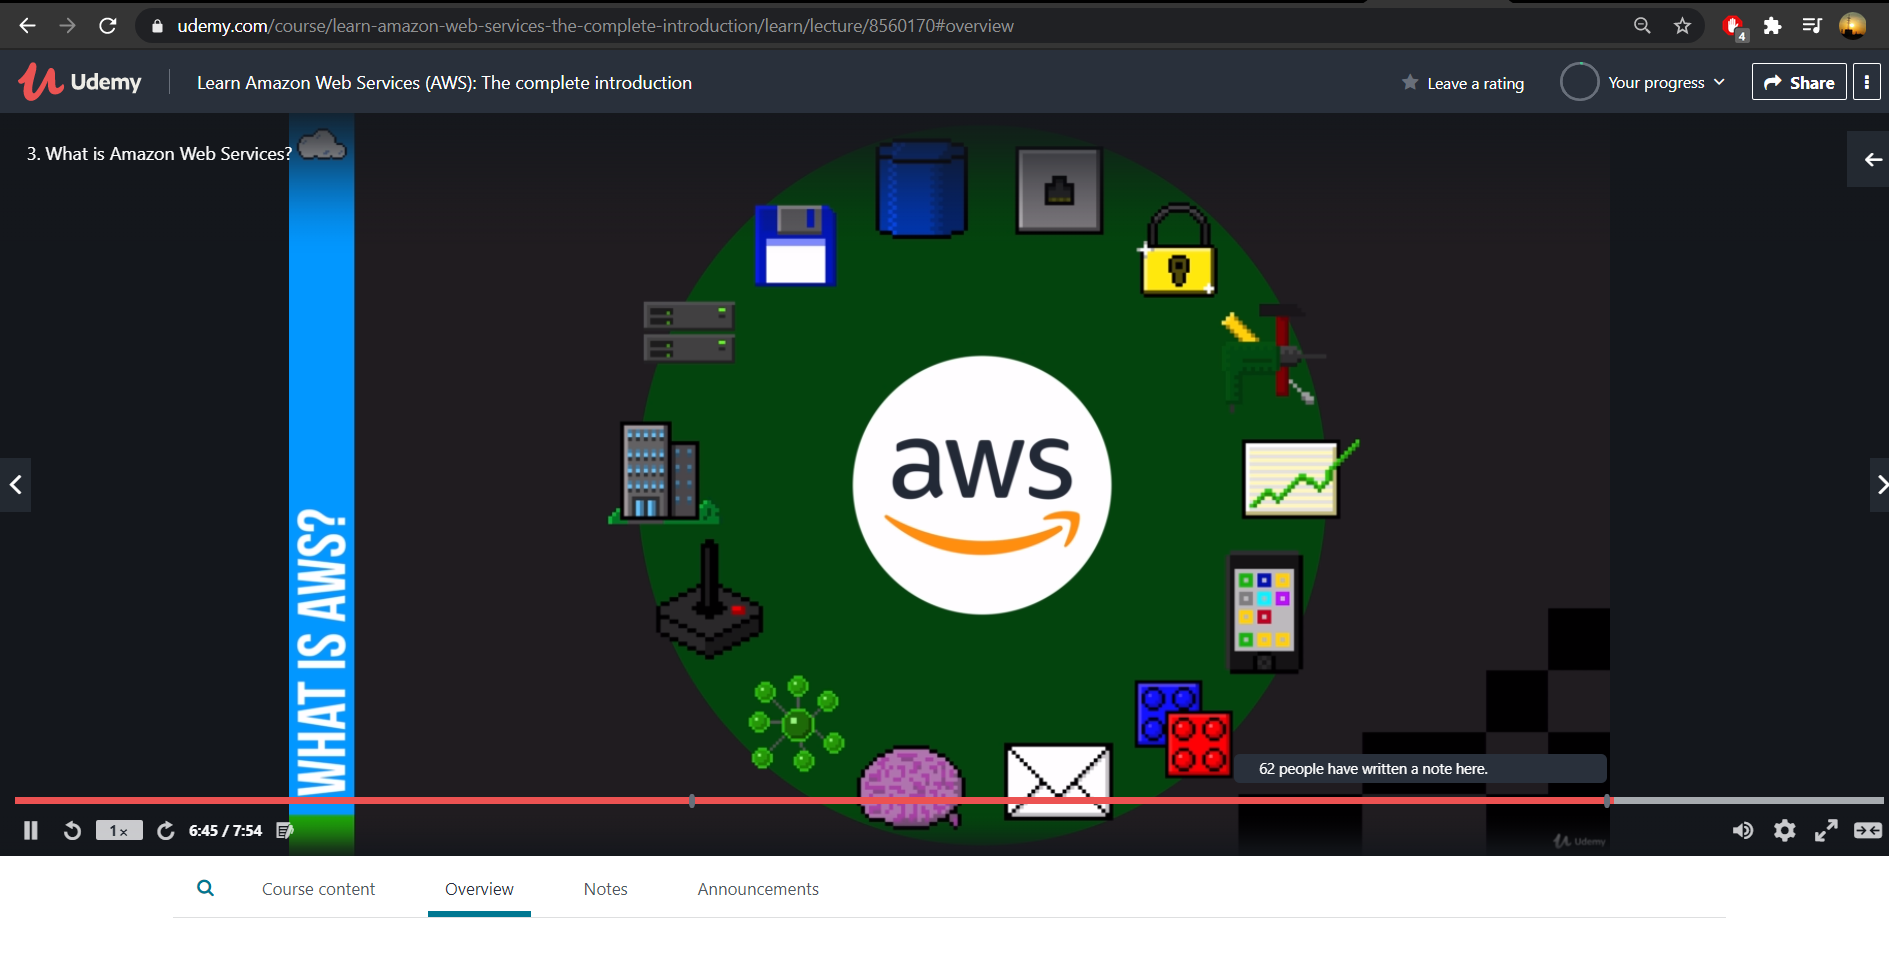 udemy.com/course/learn-amazon-web-services-the-complete-introduction/learn/lecture/8560170#overview
4
Udemy
Learn Amazon Web Services (AWS): The complete introduction
Leave a rating
Your progress
Share
3. What is Amazon Web Services?
WHAT IS AWS?
aws
62 people have written a note here.
1x
6:45 / 7:54
Udemy
Course content
Overview
Notes
Announcements